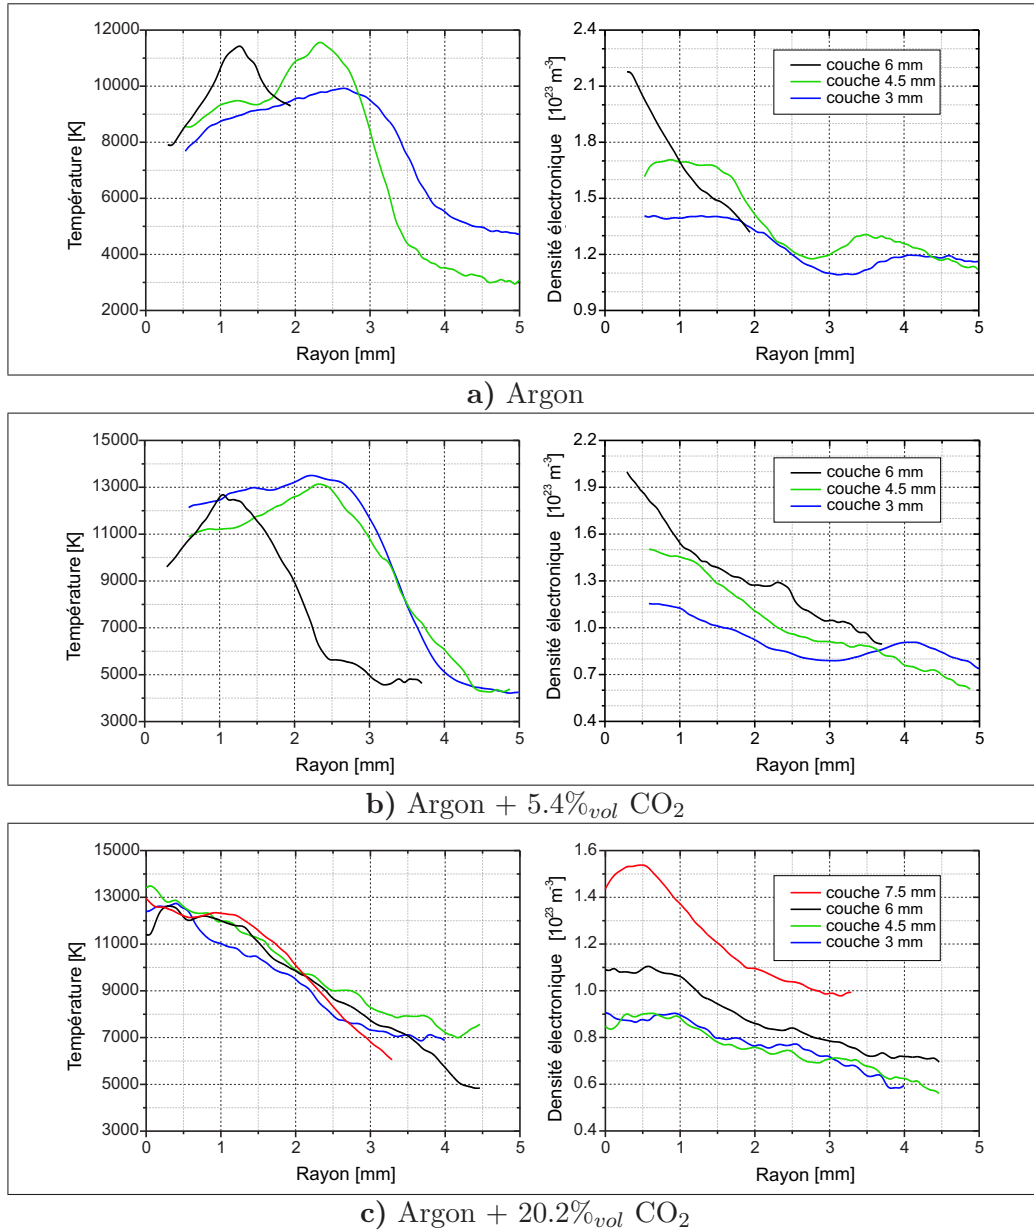 12000
10000
8000
6000
4000
2000
Température [K]
0 1 2 3 4 5
Rayon [mm]
2.4
2.1
1.8
1.5
1.2
0.9
Densité électronique [10²³ m⁻³]
couche 6 mm
couche 4.5 mm
couche 3 mm
0 1 2 3 4 5
Rayon [mm]
a) Argon
15000
13000
11000
9000
7000
5000
3000
Température [K]
0 1 2 3 4 5
Rayon [mm]
2.2
1.9
1.6
1.3
1.0
0.7
0.4
Densité électronique [10²³ m⁻³]
couche 6 mm
couche 4.5 mm
couche 3 mm
0 1 2 3 4 5
Rayon [mm]
b) Argon + 5.4%vol CO₂
15000
13000
11000
9000
7000
5000
3000
Température [K]
0 1 2 3 4 5
Rayon [mm]
1.6
1.4
1.2
1.0
0.8
0.6
0.4
Densité électronique [10²³ m⁻³]
couche 7.5 mm
couche 6 mm
couche 4.5 mm
couche 3 mm
0 1 2 3 4 5
Rayon [mm]
c) Argon + 20.2%vol CO₂